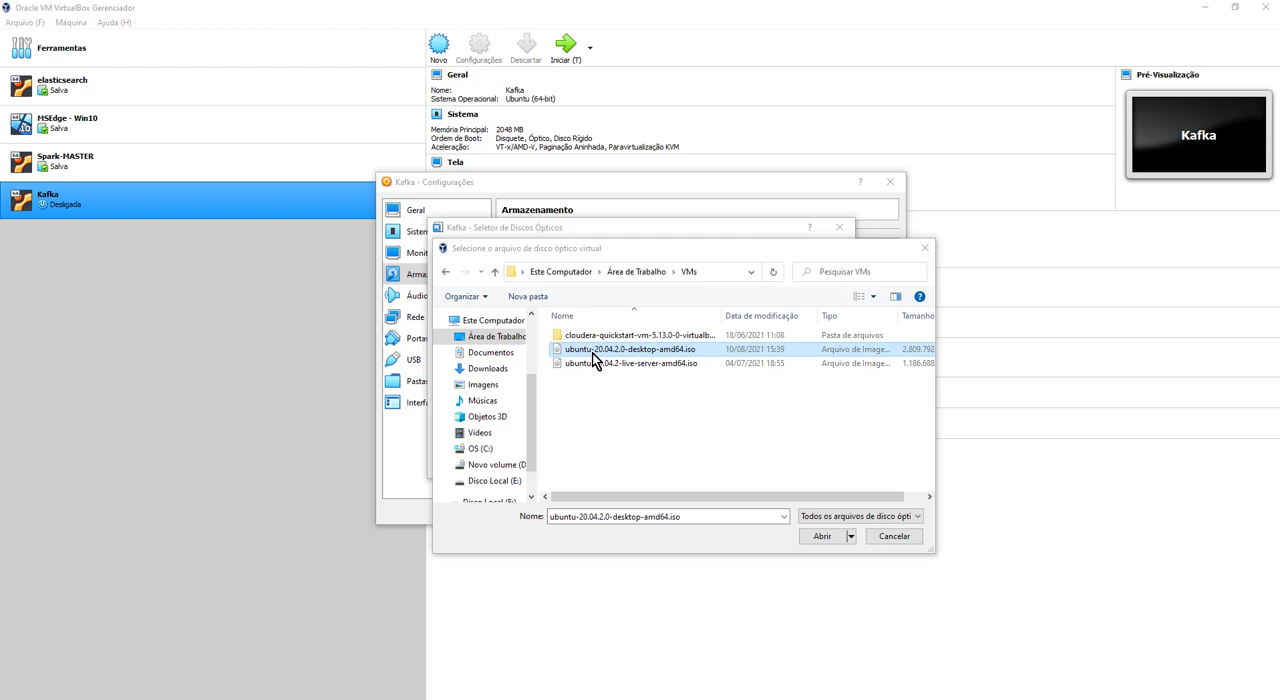 Oracle VM VirtualBox Gerenciador
Arquivo (F) Máquina Ajuda (H)
Ferramentas
elasticsearch
Salva
MSEdge - Win10
Salva
Spark-MASTER
Salva
Kafka
Desligada
Novo Configurações Descartar Iniciar (T)
Geral
Nome: Kafka
Sistema Operacional: Ubuntu (64-bit)
Sistema
Memória Principal: 2048 MB
Ordem de Boot: Disquete, Óptico, Disco Rígido
Aceleração: VT-x/AMD-V, Paginação Aninhada, Paravirtualização KVM
Tela
Pré-Visualização
Kafka
Kafka - Configurações
Geral
Armazenamento
Kafka - Seletor de Discos Ópticos
Selecione o arquivo de disco óptico virtual
Este Computador > Área de Trabalho > VMs
Pesquisar VMs
Organizar Nova pasta
Este Computador
Área de Trabalho
Documentos
Downloads
Imagens
Músicas
Objetos 3D
Vídeos
OS (C:)
Novo volume (D
Disco Local (E:)
Nome Data de modificação Tipo Tamanho
cloudera-quickstart-vm-5.13.0-0-virtualb... 18/06/2021 11:08 Pasta de arquivos
ubuntu-20.04.2.0-desktop-amd64.iso 10/08/2021 15:39 Arquivo de Image... 2.809.792
04/07/2021 18:55 Arquivo de Image... 1.186.688
Áudio
Rede
USB
Pastas
Nome: ubuntu-20.04.2.0-desktop-amd64.iso
Todos os arquivos de disco ópti
Abrir Cancelar